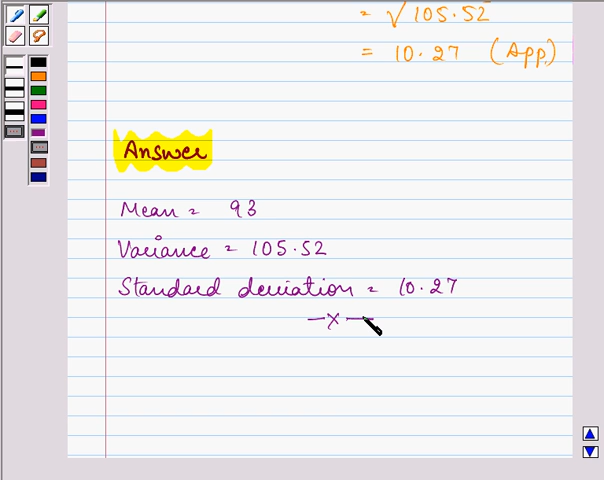 = √105.52
= 10.27 (App)
Answer
Mean = 93
Variance = 105.52
Standard deviation = 10.27
—x—